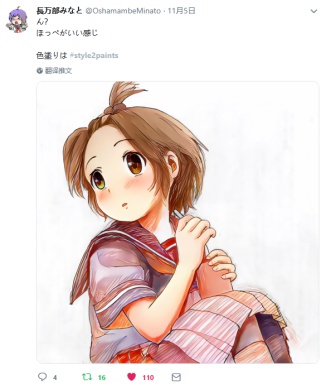 長万部みなと @OshamambeMinato · 11月5日
ん?
ほっぺがいい感じ
色塗りは #style2paints
翻译推文
4 16 110